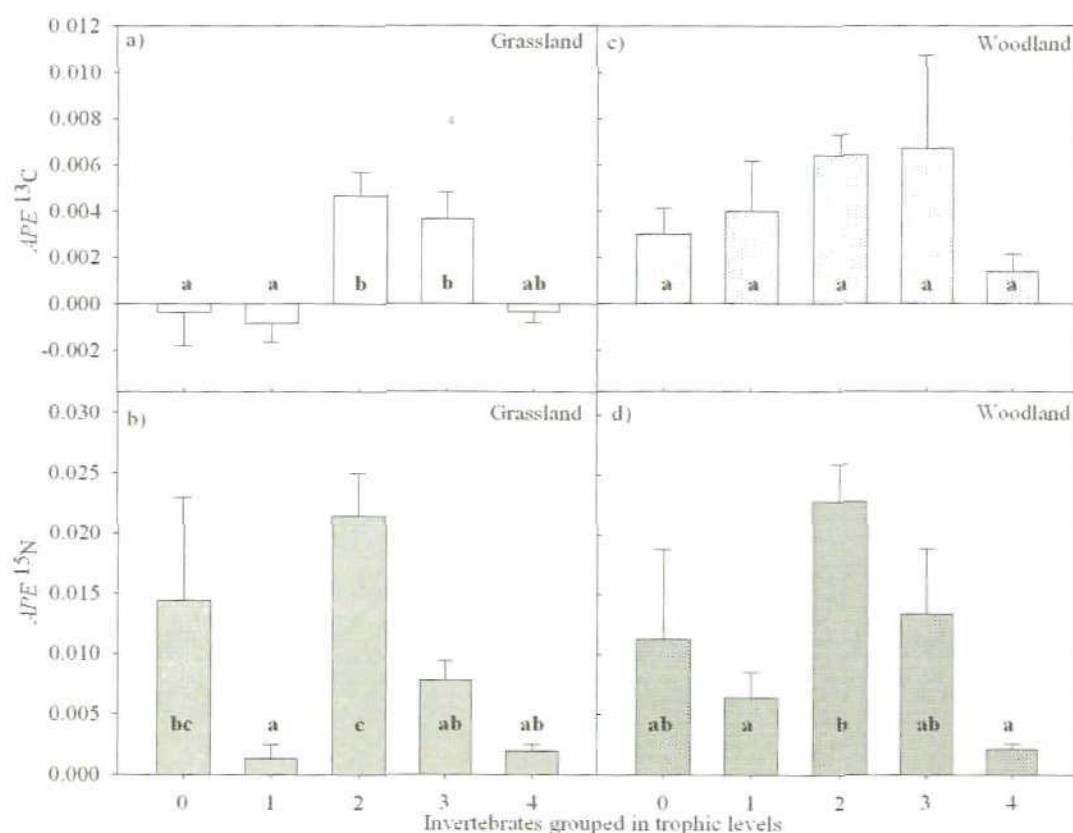 a) Grassland
c) Woodland
APE 13C
0.012
0.010
0.008
0.006
0.004
0.002
0.000
-0.002
a a b b ab
a a a a a
b) Grassland
d) Woodland
APE 15N
0.030
0.025
0.020
0.015
0.010
0.005
0.000
bc a c ab ab
ab a b ab a
0 1 2 3 4
0 1 2 3 4
Invertebrates grouped in trophic levels